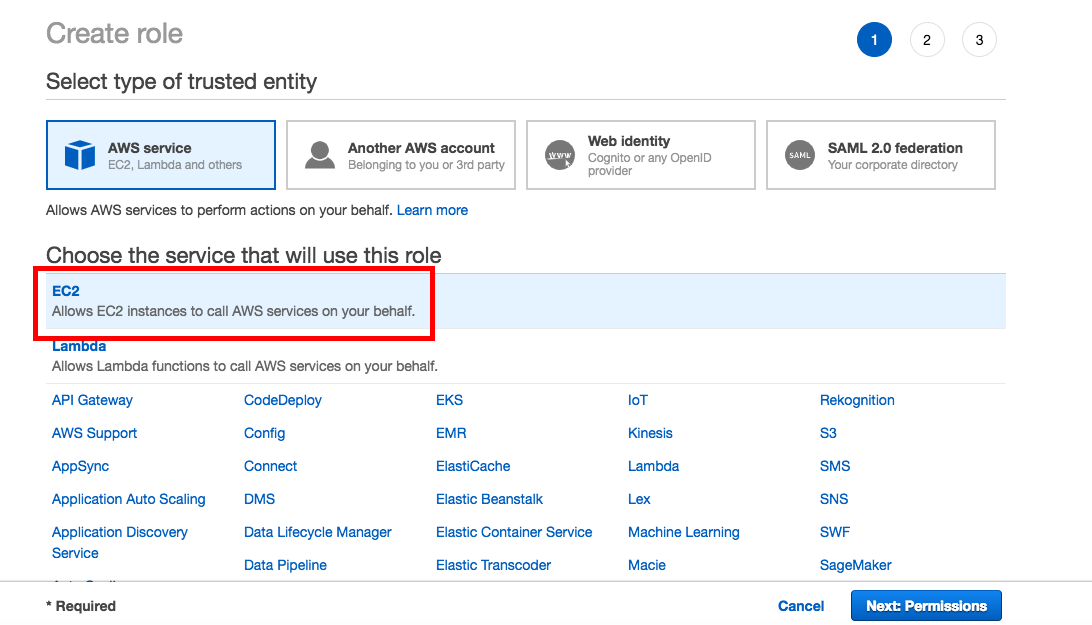 Create role
1 2 3
Select type of trusted entity
AWS service
EC2, Lambda and others
Another AWS account
Belonging to you or 3rd party
WWW
Web identity
Cognito or any OpenID
provider
SAML
SAML 2.0 federation
Your corporate directory
Allows AWS services to perform actions on your behalf. Learn more
Choose the service that will use this role
EC2
Allows EC2 instances to call AWS services on your behalf.
Lambda
Allows Lambda functions to call AWS services on your behalf.
API Gateway CodeDeploy EKS IoT Rekognition
AWS Support Config EMR Kinesis S3
AppSync Connect ElastiCache Lambda SMS
Application Auto Scaling DMS Elastic Beanstalk Lex SNS
Application Discovery Data Lifecycle Manager Elastic Container Service Machine Learning SWF
Service
Data Pipeline Elastic Transcoder Macie SageMaker
* Required Cancel Next: Permissions